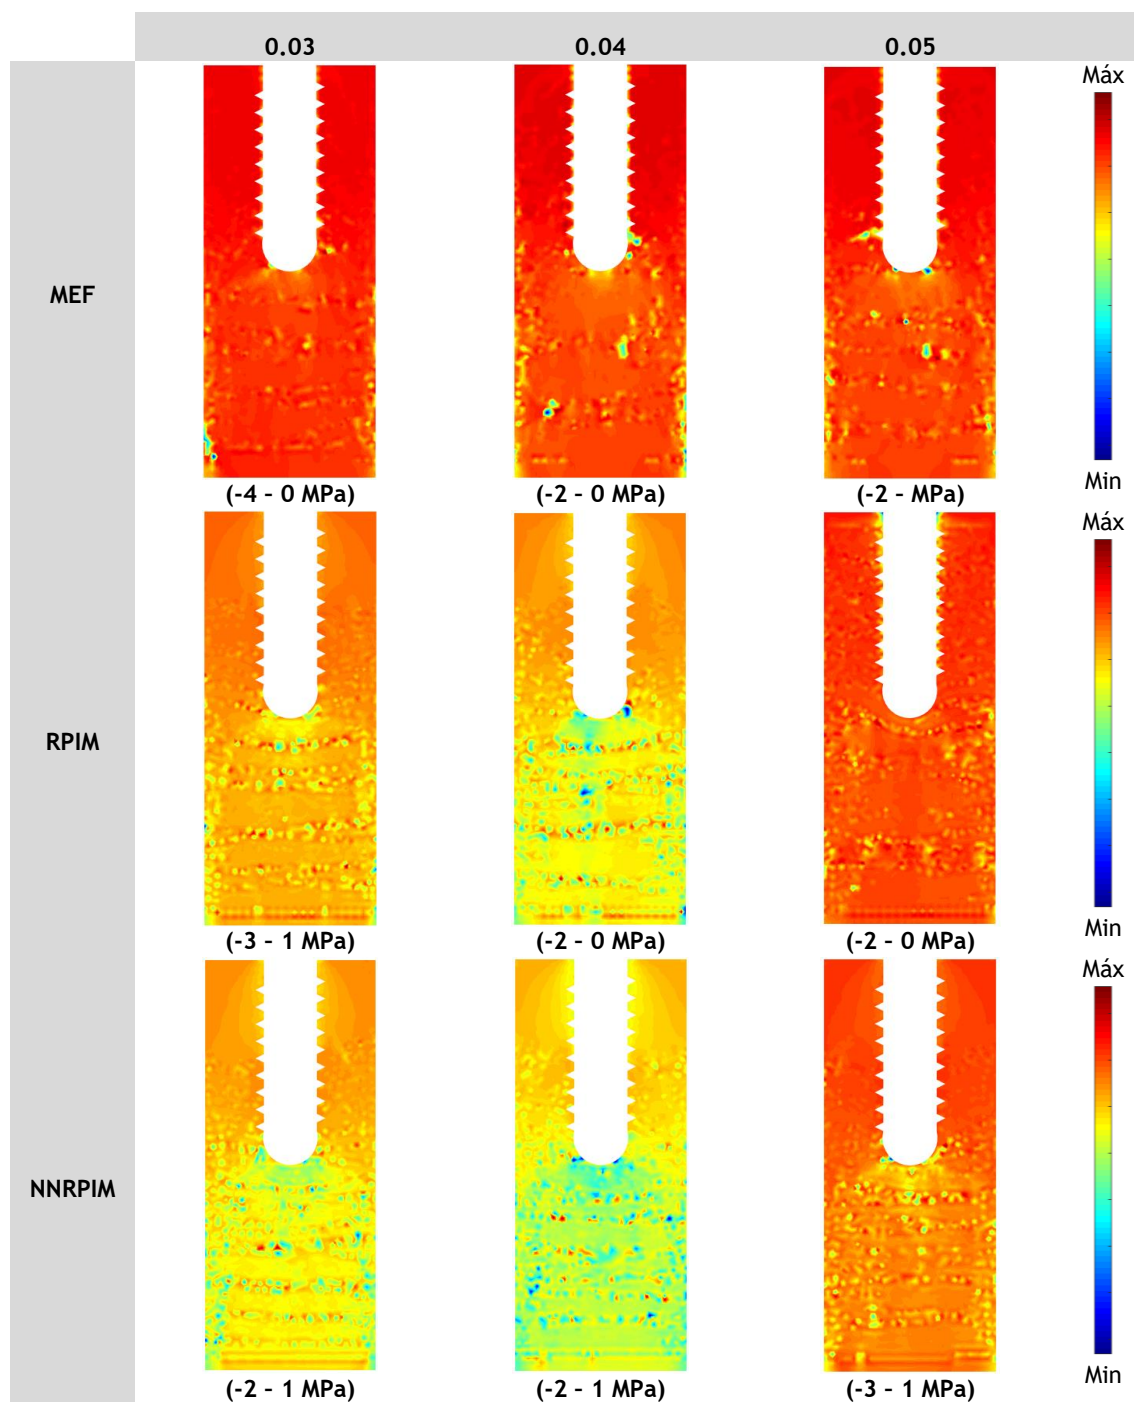 0.03 0.04 0.05
Máx
MEF
Min
(-4 - 0 MPa) (-2 - 0 MPa) (-2 - MPa)
Máx
RPIM
Min
(-3 - 1 MPa) (-2 - 0 MPa) (-2 - 0 MPa)
Máx
NNRPIM
Min
(-2 - 1 MPa) (-2 - 1 MPa) (-3 - 1 MPa)